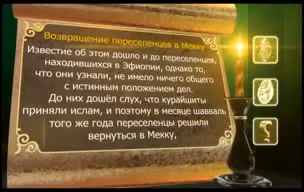 Возвращение переселенцев в Мекку
Известие об этом дошло и до переселенцев,
находившихся в Эфиопии, однако то,
что они узнали, не имело ничего общего
с истинным положением дел.
До них дошёл слух, что курайшиты
приняли ислам, и поэтому в месяце шавваль
того же года переселенцы решили
вернуться в Мекку,